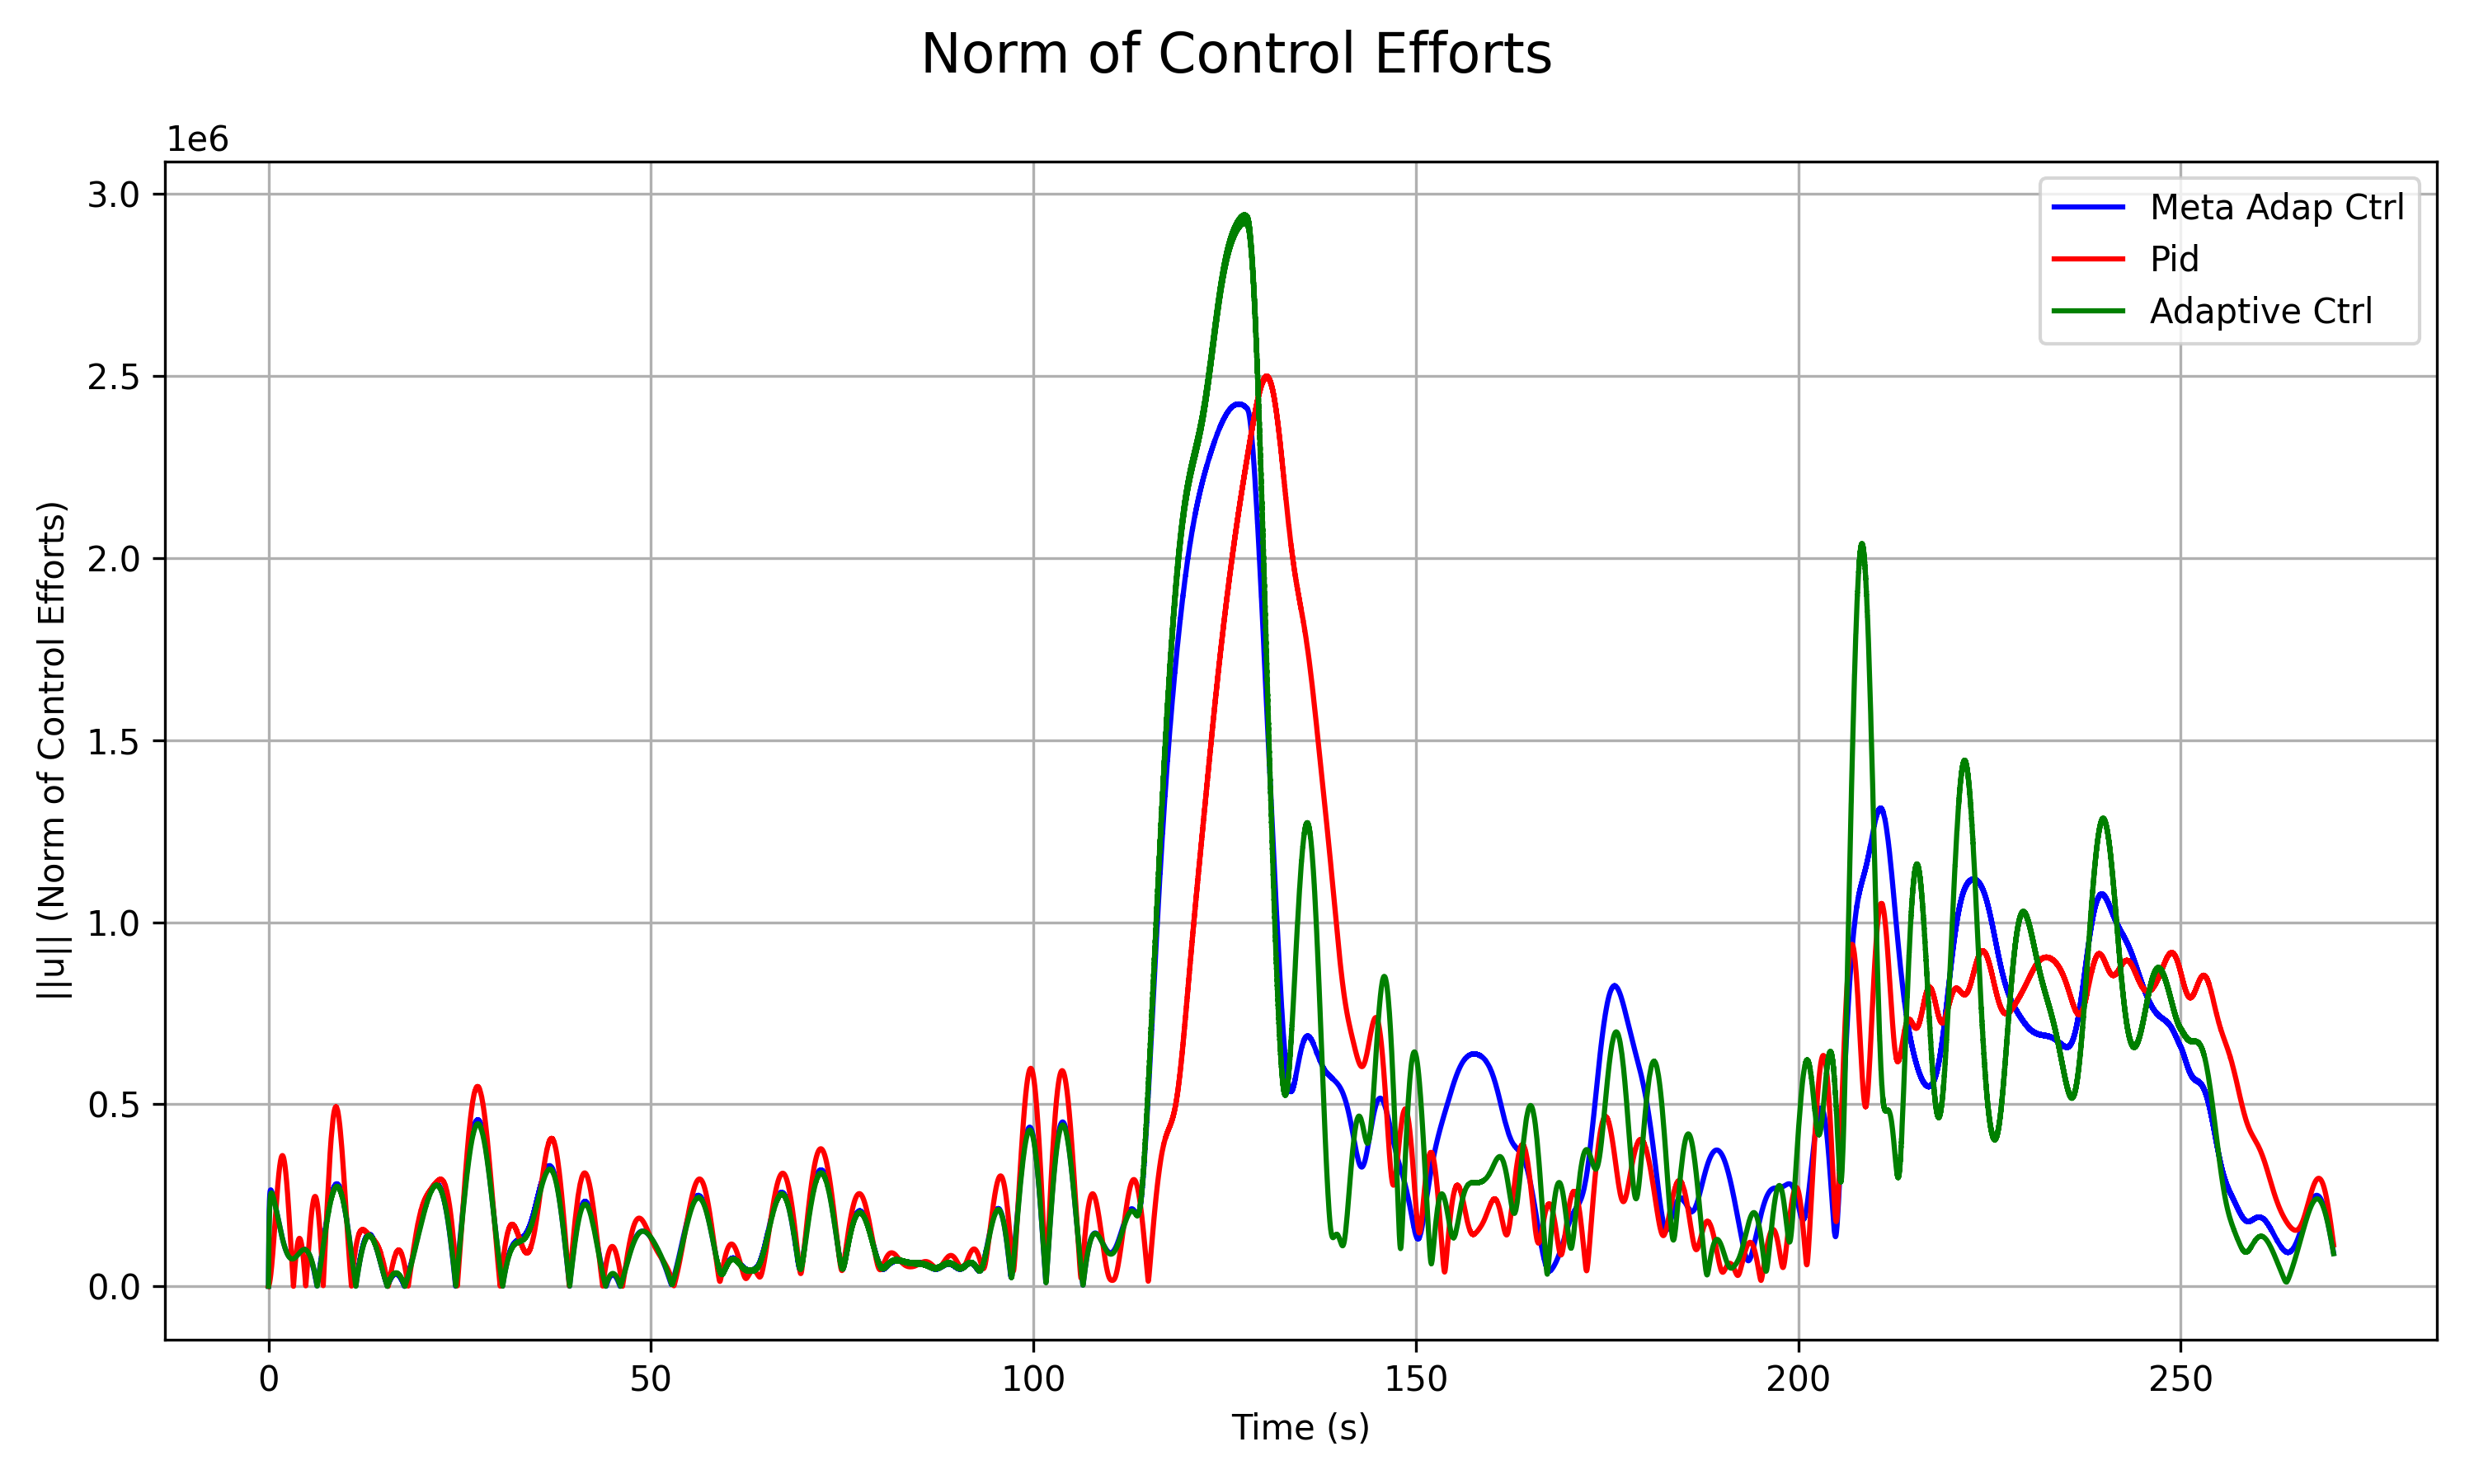 Norm of Control Efforts
1e6
3.0
2.5
2.0
1.5
1.0
0.5
0.0
||u|| (Norm of Control Efforts)
Meta Adap Ctrl
Pid
Adaptive Ctrl
0 50 100 150 200 250
Time (s)